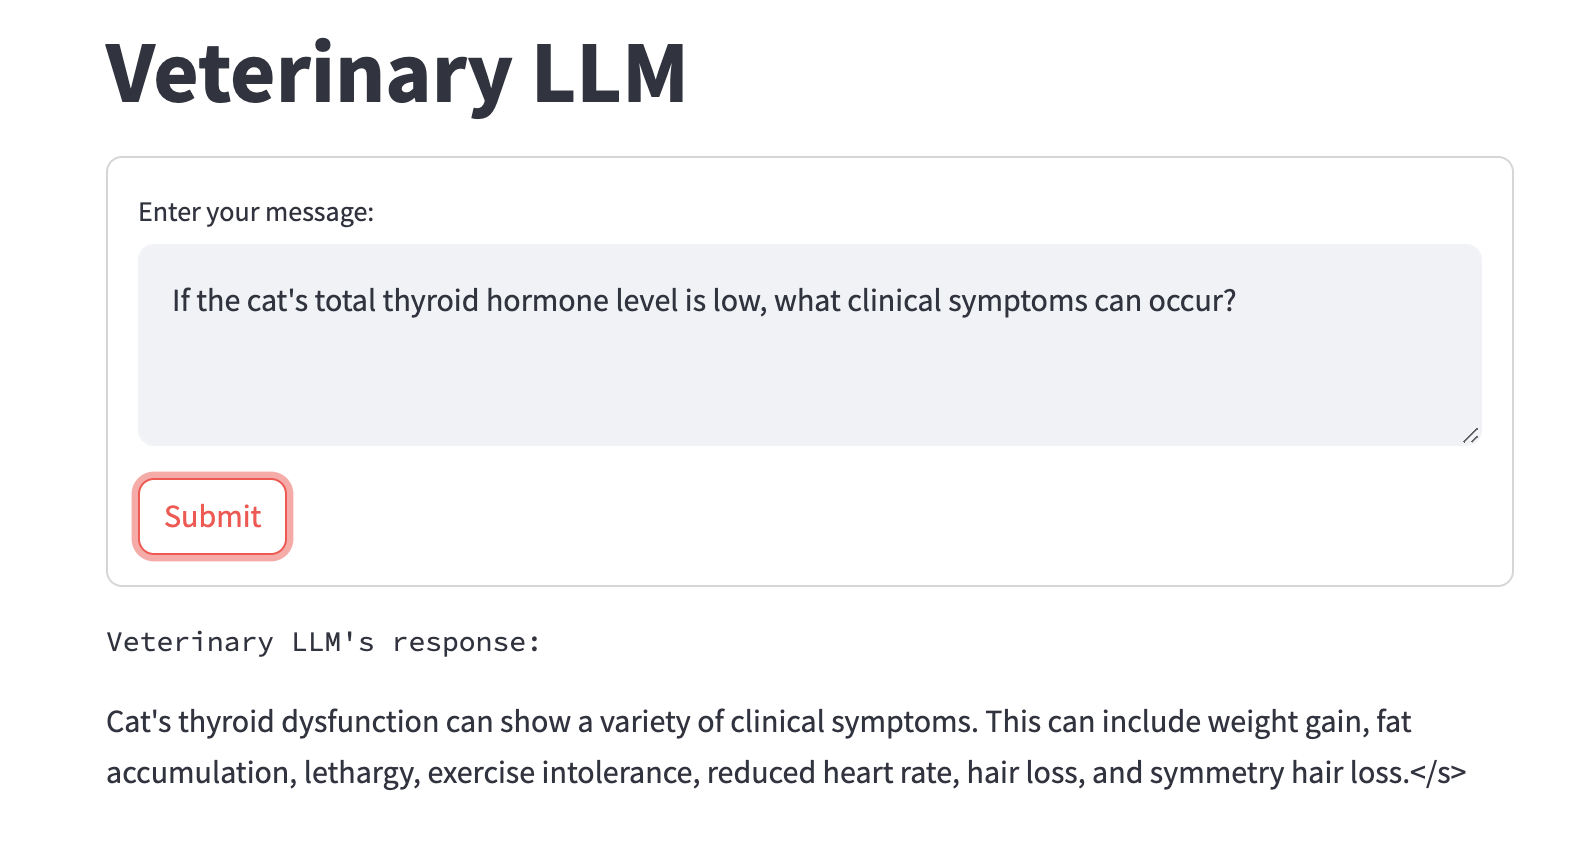 Veterinary LLM
Enter your message:
If the cat's total thyroid hormone level is low, what clinical symptoms can occur?
Submit
Veterinary LLM's response:
Cat's thyroid dysfunction can show a variety of clinical symptoms. This can include weight gain, fat
accumulation, lethargy, exercise intolerance, reduced heart rate, hair loss, and symmetry hair loss.</s>